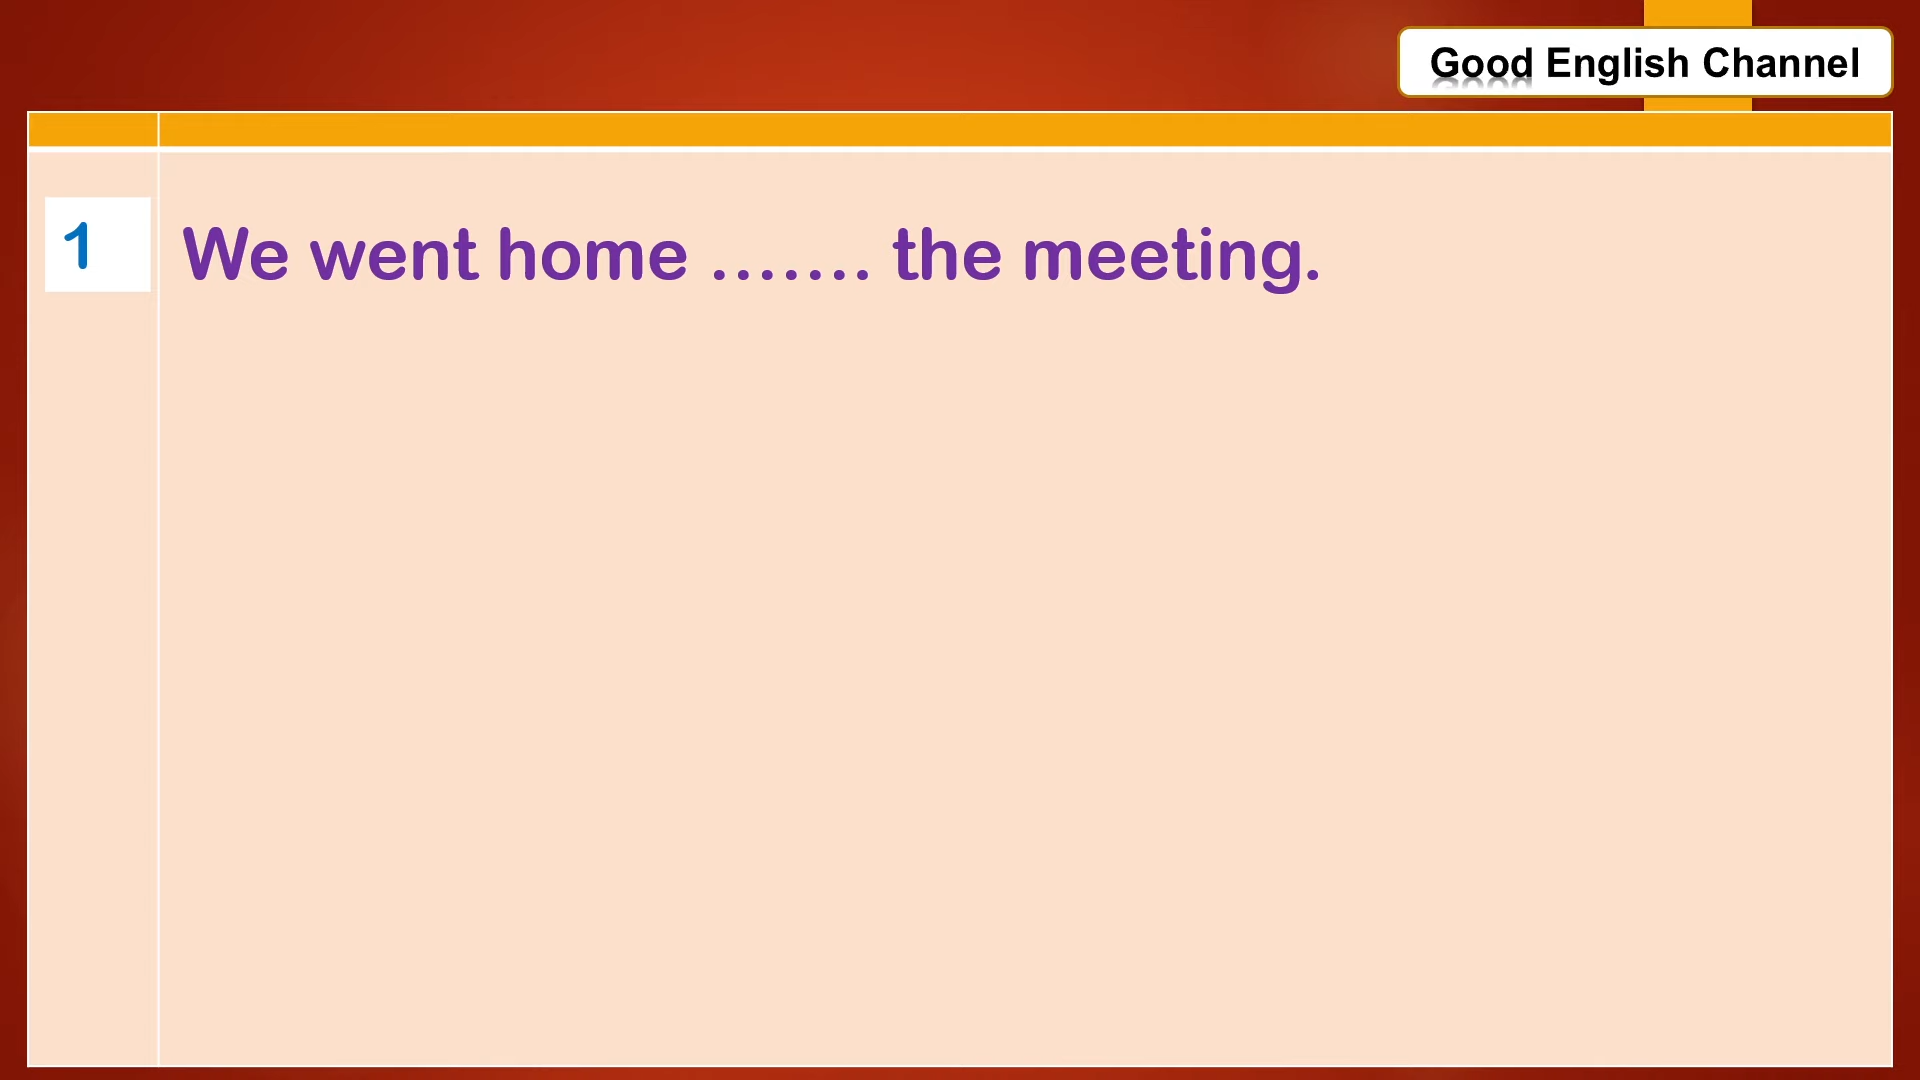 Good English Channel
1
We went home ....... the meeting.